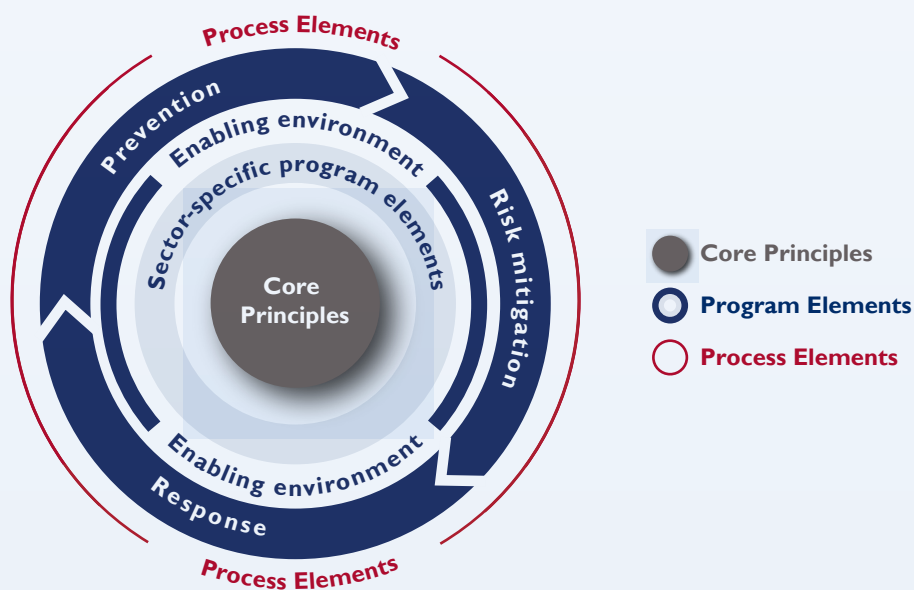 Process Elements
Prevention
Enabling environment
Sector-specific program elements
Risk mitigation
Core
Principles
Enabling environment
Response
Process Elements
Core Principles
Program Elements
Process Elements